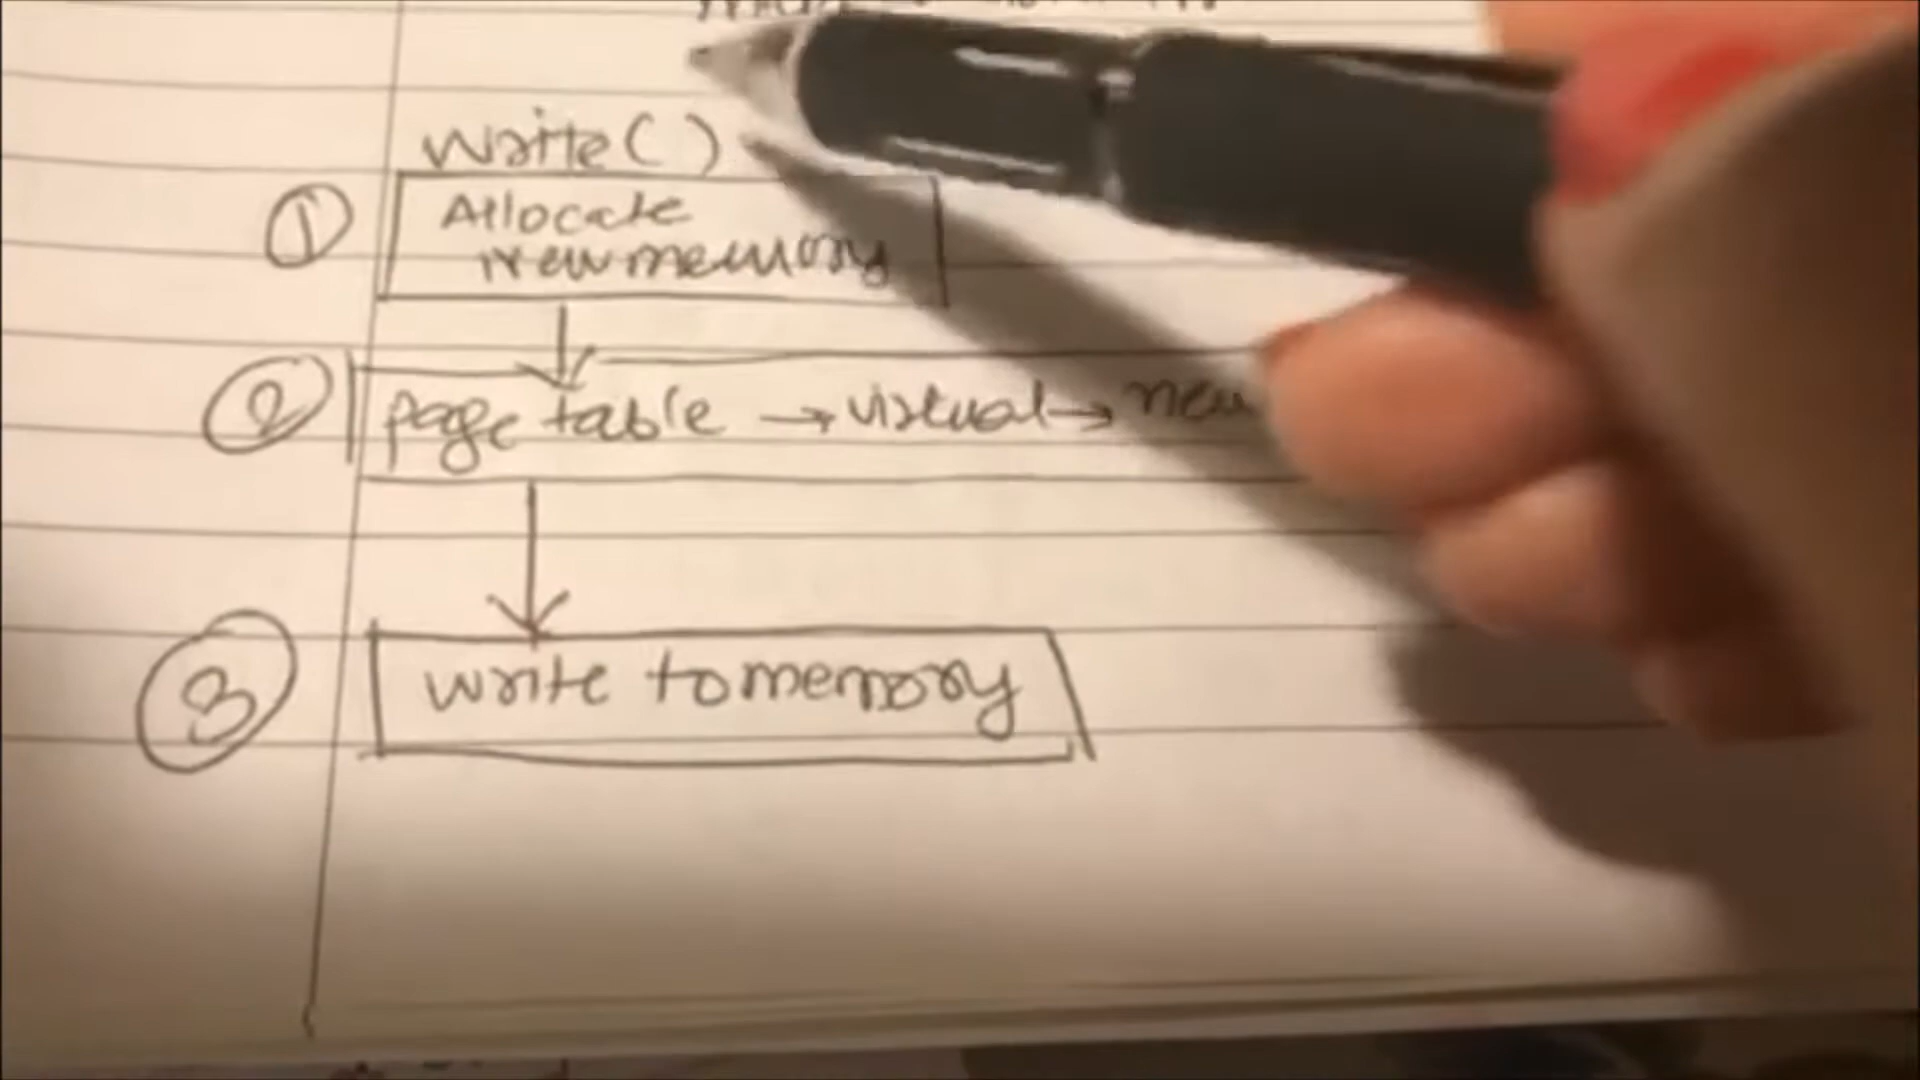 write()
① Allocate
new memory
② page table → virtual → new
③ write to memory